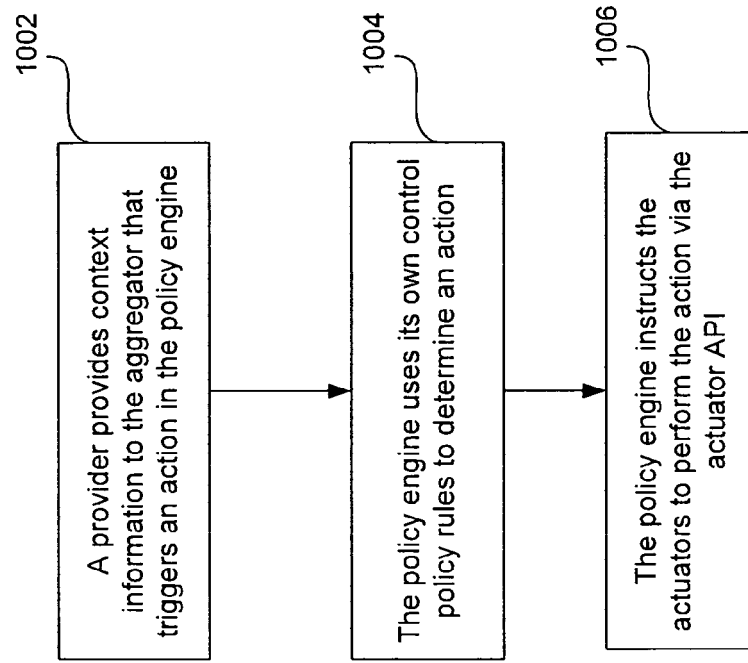 A provider provides context
information to the aggregator that
triggers an action in the policy engine
1002
The policy engine uses its own control
policy rules to determine an action
1004
The policy engine instructs the
actuators to perform the action via the
actuator API
1006